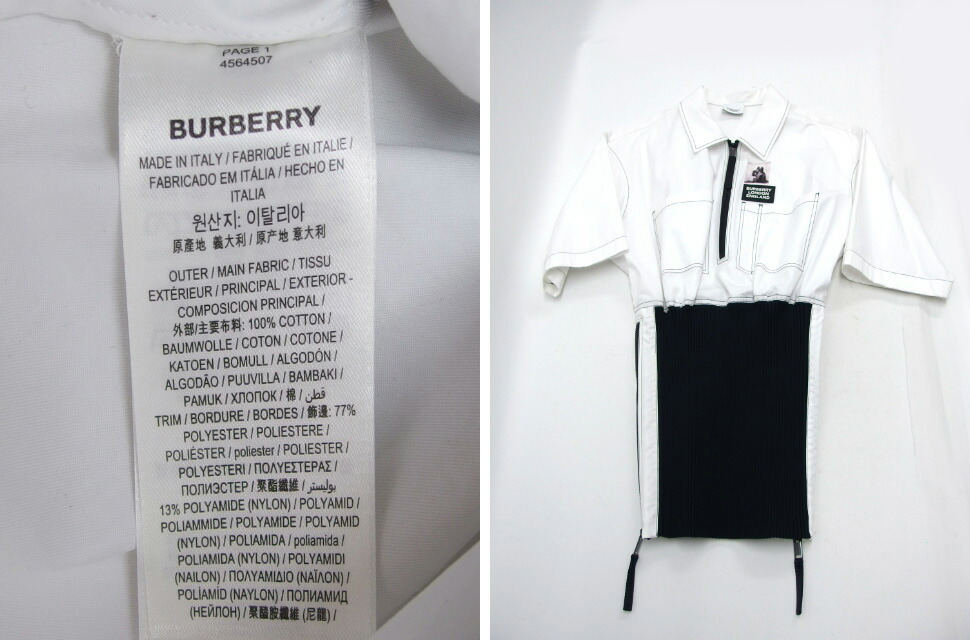 PAGE 1
4564507
BURBERRY
MADE IN ITALY / FABRIQUÉ EN ITALIE /
FABRICADO EM ITÁLIA / HECHO EN
ITALIA
원산지: 이탈리아
原產地 義大利 / 原产地 意大利
OUTER / MAIN FABRIC / TISSU
EXTÉRIEUR / PRINCIPAL / EXTERIOR -
COMPOSICION PRINCIPAL /
外部/主要布料: 100% COTTON /
BAUMWOLLE / COTON / COTONE /
KATOEN / BOMULL / ALGODÓN /
ALGODÃO / PUUVILLA / BAMBAKI /
PAMUK / ХЛОПОК / 棉 / قطن
TRIM / BORDURE / BORDES / 飾邊: 77%
POLYESTER / POLIESTERE /
POLIÉSTER / poliester / POLIESTER /
POLYESTERI / ΠΟΛΥΕΣΤΕΡΑΣ /
ПОЛИЭСТЕР / 聚酯纖維 / بوليستر
13% POLYAMIDE (NYLON) / POLYAMID /
POLIAMMIDE / POLYAMIDE / POLYAMID
(NYLON) / POLIAMIDA / poliamida /
POLIAMIDA (NYLON) / POLYAMIDI
(NAILON) / ΠΟΛΥΑΜΙΔΙΟ (ΝΑΪΛΟΝ) /
POLİAMİD (NAYLON) / ПОЛИАМИД
(НЕЙЛОН) / 聚醯胺纖維 (尼龍) /
BURBERRY
LONDON
ENGLAND